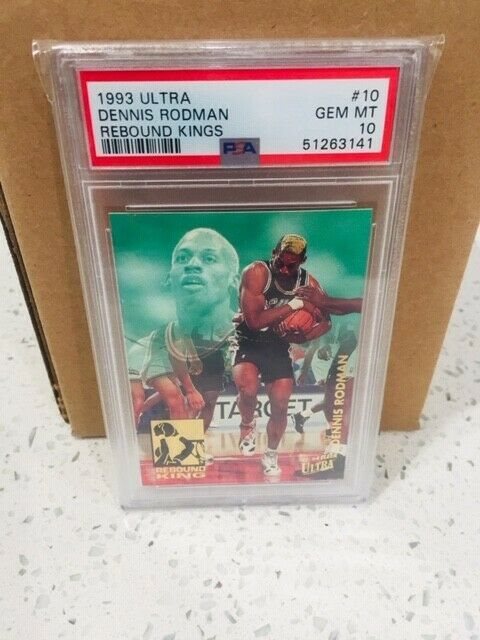 1993 ULTRA #10
DENNIS RODMAN GEM MT
REBOUND KINGS 10
PSA 51263141
TARGET
DENNIS RODMAN
REBOUND
KING
ULTRA